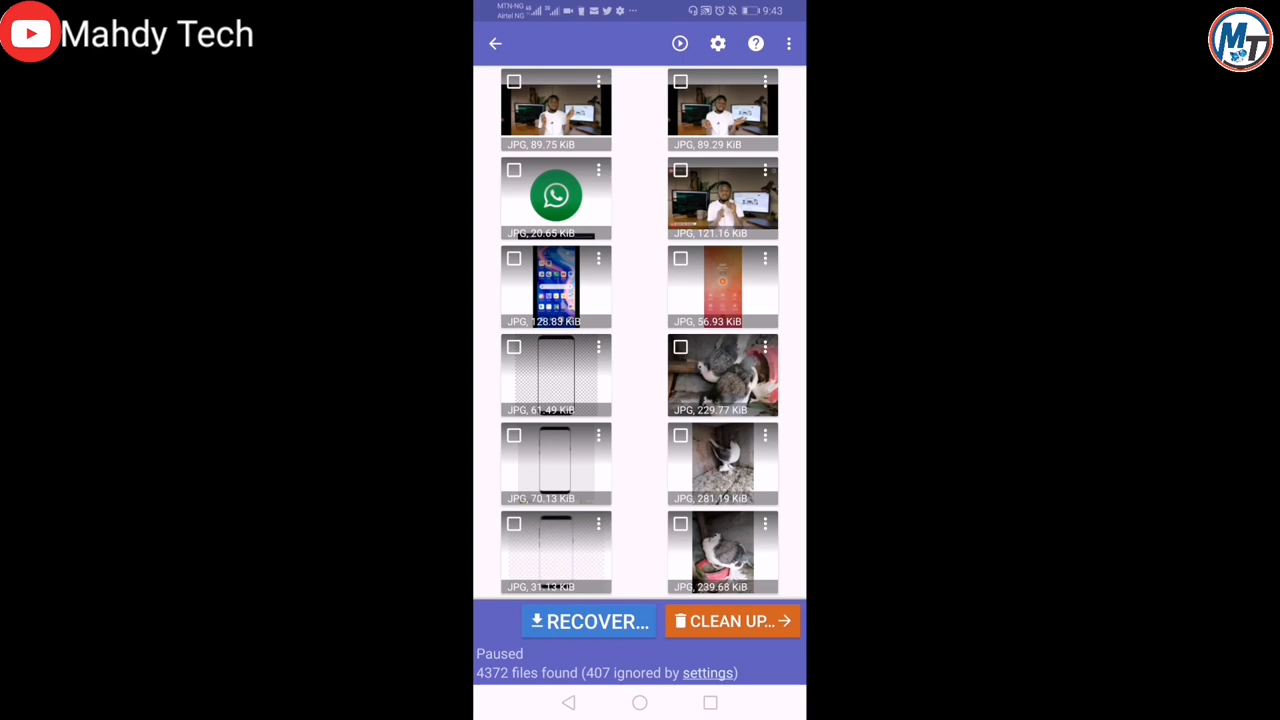 Mahdy Tech
MT
MTN-NG
Airtel NG
9:43
JPG, 89.75 KiB
JPG, 89.29 KiB
JPG, 20.65 KiB
JPG, 121.16 KiB
JPG, 128.83 KiB
JPG, 56.93 KiB
JPG, 61.49 KiB
JPG, 229.77 KiB
JPG, 70.13 KiB
JPG, 281.19 KiB
JPG, 31.13 KiB
JPG, 239.68 KiB
RECOVER...
CLEAN UP...
Paused
4372 files found (407 ignored by settings)